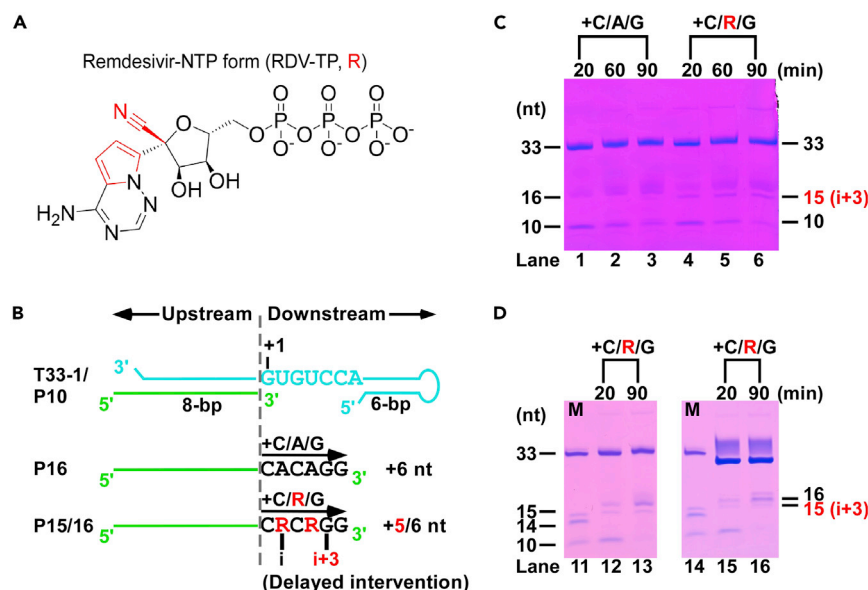 A
Remdesivir-NTP form (RDV-TP, R)
N
O
O O O
O P O P O P O-
O- O- O-
OH OH
H2N
N N
N N
B
Upstream Downstream
+1
T33-1/ 3' GUGUCCA
P10 5' 8-bp 3' 5' 6-bp
+C/A/G
P16 5' CACAGG 3' +6 nt
+C/R/G
P15/16 5' CRCRGG 3' +5/6 nt
i i+3
(Delayed intervention)
C
+C/A/G +C/R/G
20 60 90 20 60 90 (min)
(nt)
33 33
16 15 (i+3)
10 10
Lane 1 2 3 4 5 6
D
+C/R/G +C/R/G
M 20 90 M 20 90 (min)
(nt)
33
16
15 15 (i+3)
14
10
Lane 11 12 13 14 15 16